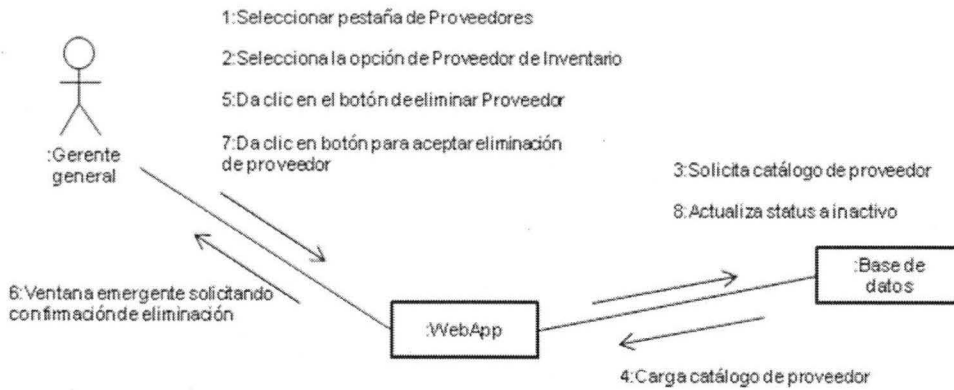 1:Seleccionar pestaña de Proveedores
2:Selecciona la opción de Proveedor de Inventario
5:Da clic en el botón de eliminar Proveedor
7:Da clic en botón para aceptar eliminación
de proveedor
:Gerente
general
3:Solicita catálogo de proveedor
8:Actualiza status a inactivo
:Base de
datos
6:Ventana emergente solicitando
confirmación de eliminación
:WebApp
4:Carga catálogo de proveedor